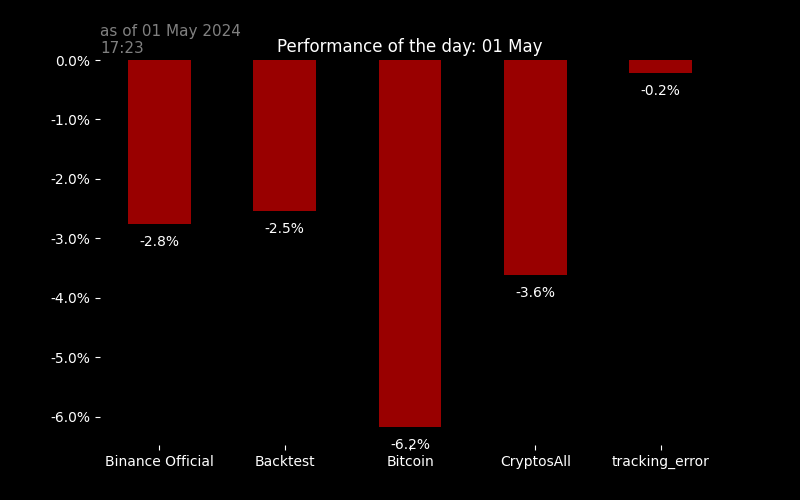 as of 01 May 2024
17:23
Performance of the day: 01 May
0.0%
-1.0%
-2.0%
-3.0%
-4.0%
-5.0%
-6.0%
-2.8%
-2.5%
-6.2%
-3.6%
-0.2%
Binance Official
Backtest
Bitcoin
CryptosAll
tracking_error